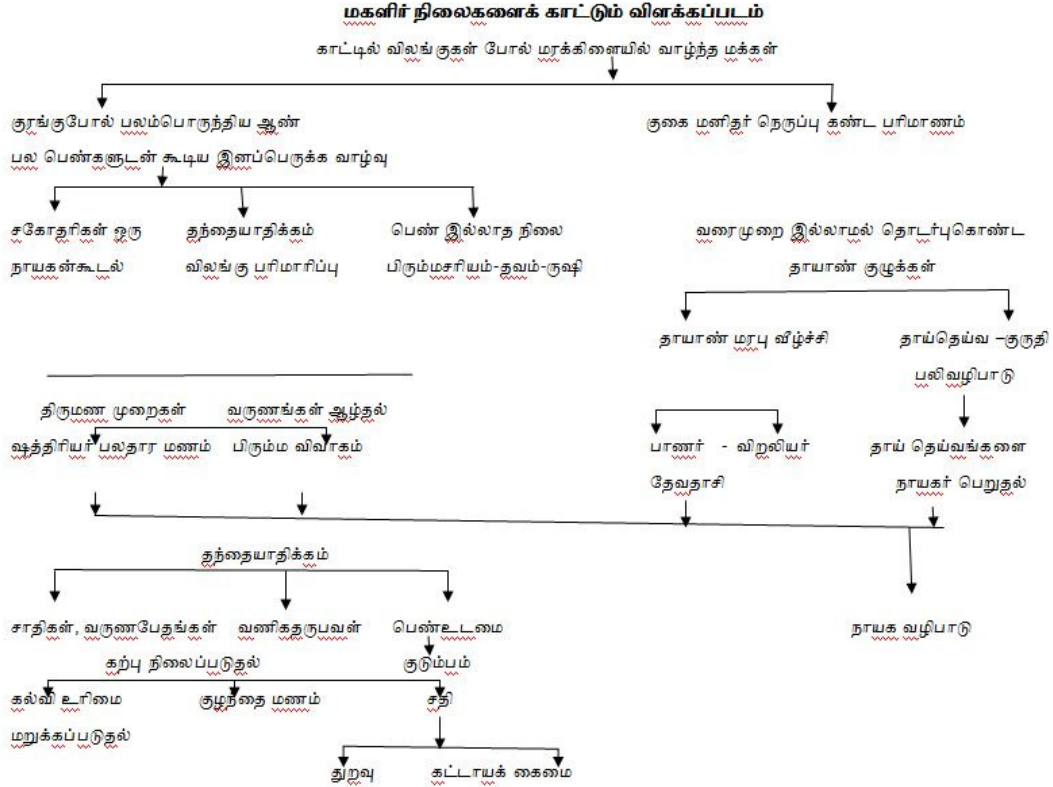 மகளிர் நிலைகளைக் காட்டும் விளக்கப்படம்
காட்டில் விலங்குகள் போல் மரக்கிளையில் வாழ்ந்த மக்கள்
குரங்குபோல் பலம்பொருந்திய ஆண்
பல பெண்களுடன் கூடிய இனப்பெருக்க வாழ்வு
குகை மனிதர் நெருப்பு கண்ட பரிமாணம்
சகோதரிகள் ஒரு
நாயகன்கூடல்
தந்தையாதிக்கம்
விலங்கு பரிமாரிப்பு
பெண் இல்லாத நிலை
பிரும்மசரியம்-தவம்-ருஷி
வரைமுறை இல்லாமல் தொடர்புகொண்ட
தாயாண் குழுக்கள்
தாயாண் மரபு வீழ்ச்சி
தாய்தெய்வ –குருதி
பலிவழிபாடு
திருமண முறைகள்
வருணங்கள் ஆழ்தல்
ஷத்திரியர் பலதார மணம்
பிரும்ம விவாகம்
பாணர் - விறலியர்
தேவதாசி
தாய் தெய்வங்களை
நாயகர் பெறுதல்
தந்தையாதிக்கம்
சாதிகள், வருணபேதங்கள்
வணிகதருபவள்
பெண்உடமை
நாயக வழிபாடு
கற்பு நிலைப்படுதல்
குடும்பம்
கல்வி உரிமை
மறுக்கப்படுதல்
குழந்தை மணம்
சதி
துறவு
கட்டாயக் கைமை